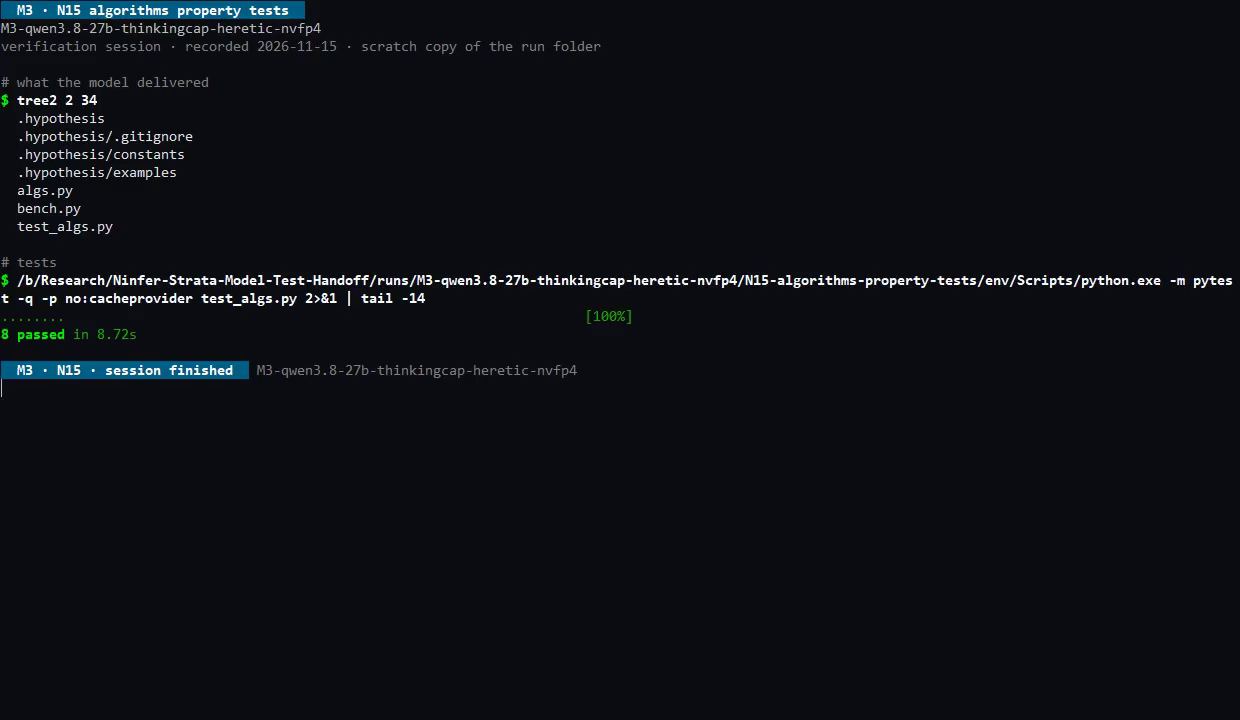 M3 · N15 algorithms property tests
M3-qwen3.8-27b-thinkingcap-heretic-nvfp4
verification session · recorded 2026-11-15 · scratch copy of the run folder
# what the model delivered
$ tree2 2 34
.hypothesis
.hypothesis/.gitignore
.hypothesis/constants
.hypothesis/examples
algs.py
bench.py
test_algs.py
# tests
$ /b/Research/Ninfer-Strata-Model-Test-Handoff/runs/M3-qwen3.8-27b-thinkingcap-heretic-nvfp4/N15-algorithms-property-tests/env/Scripts/python.exe -m pytes
t -q -p no:cacheprovider test_algs.py 2>&1 | tail -14
........ [100%]
8 passed in 8.72s
M3 · N15 · session finished M3-qwen3.8-27b-thinkingcap-heretic-nvfp4